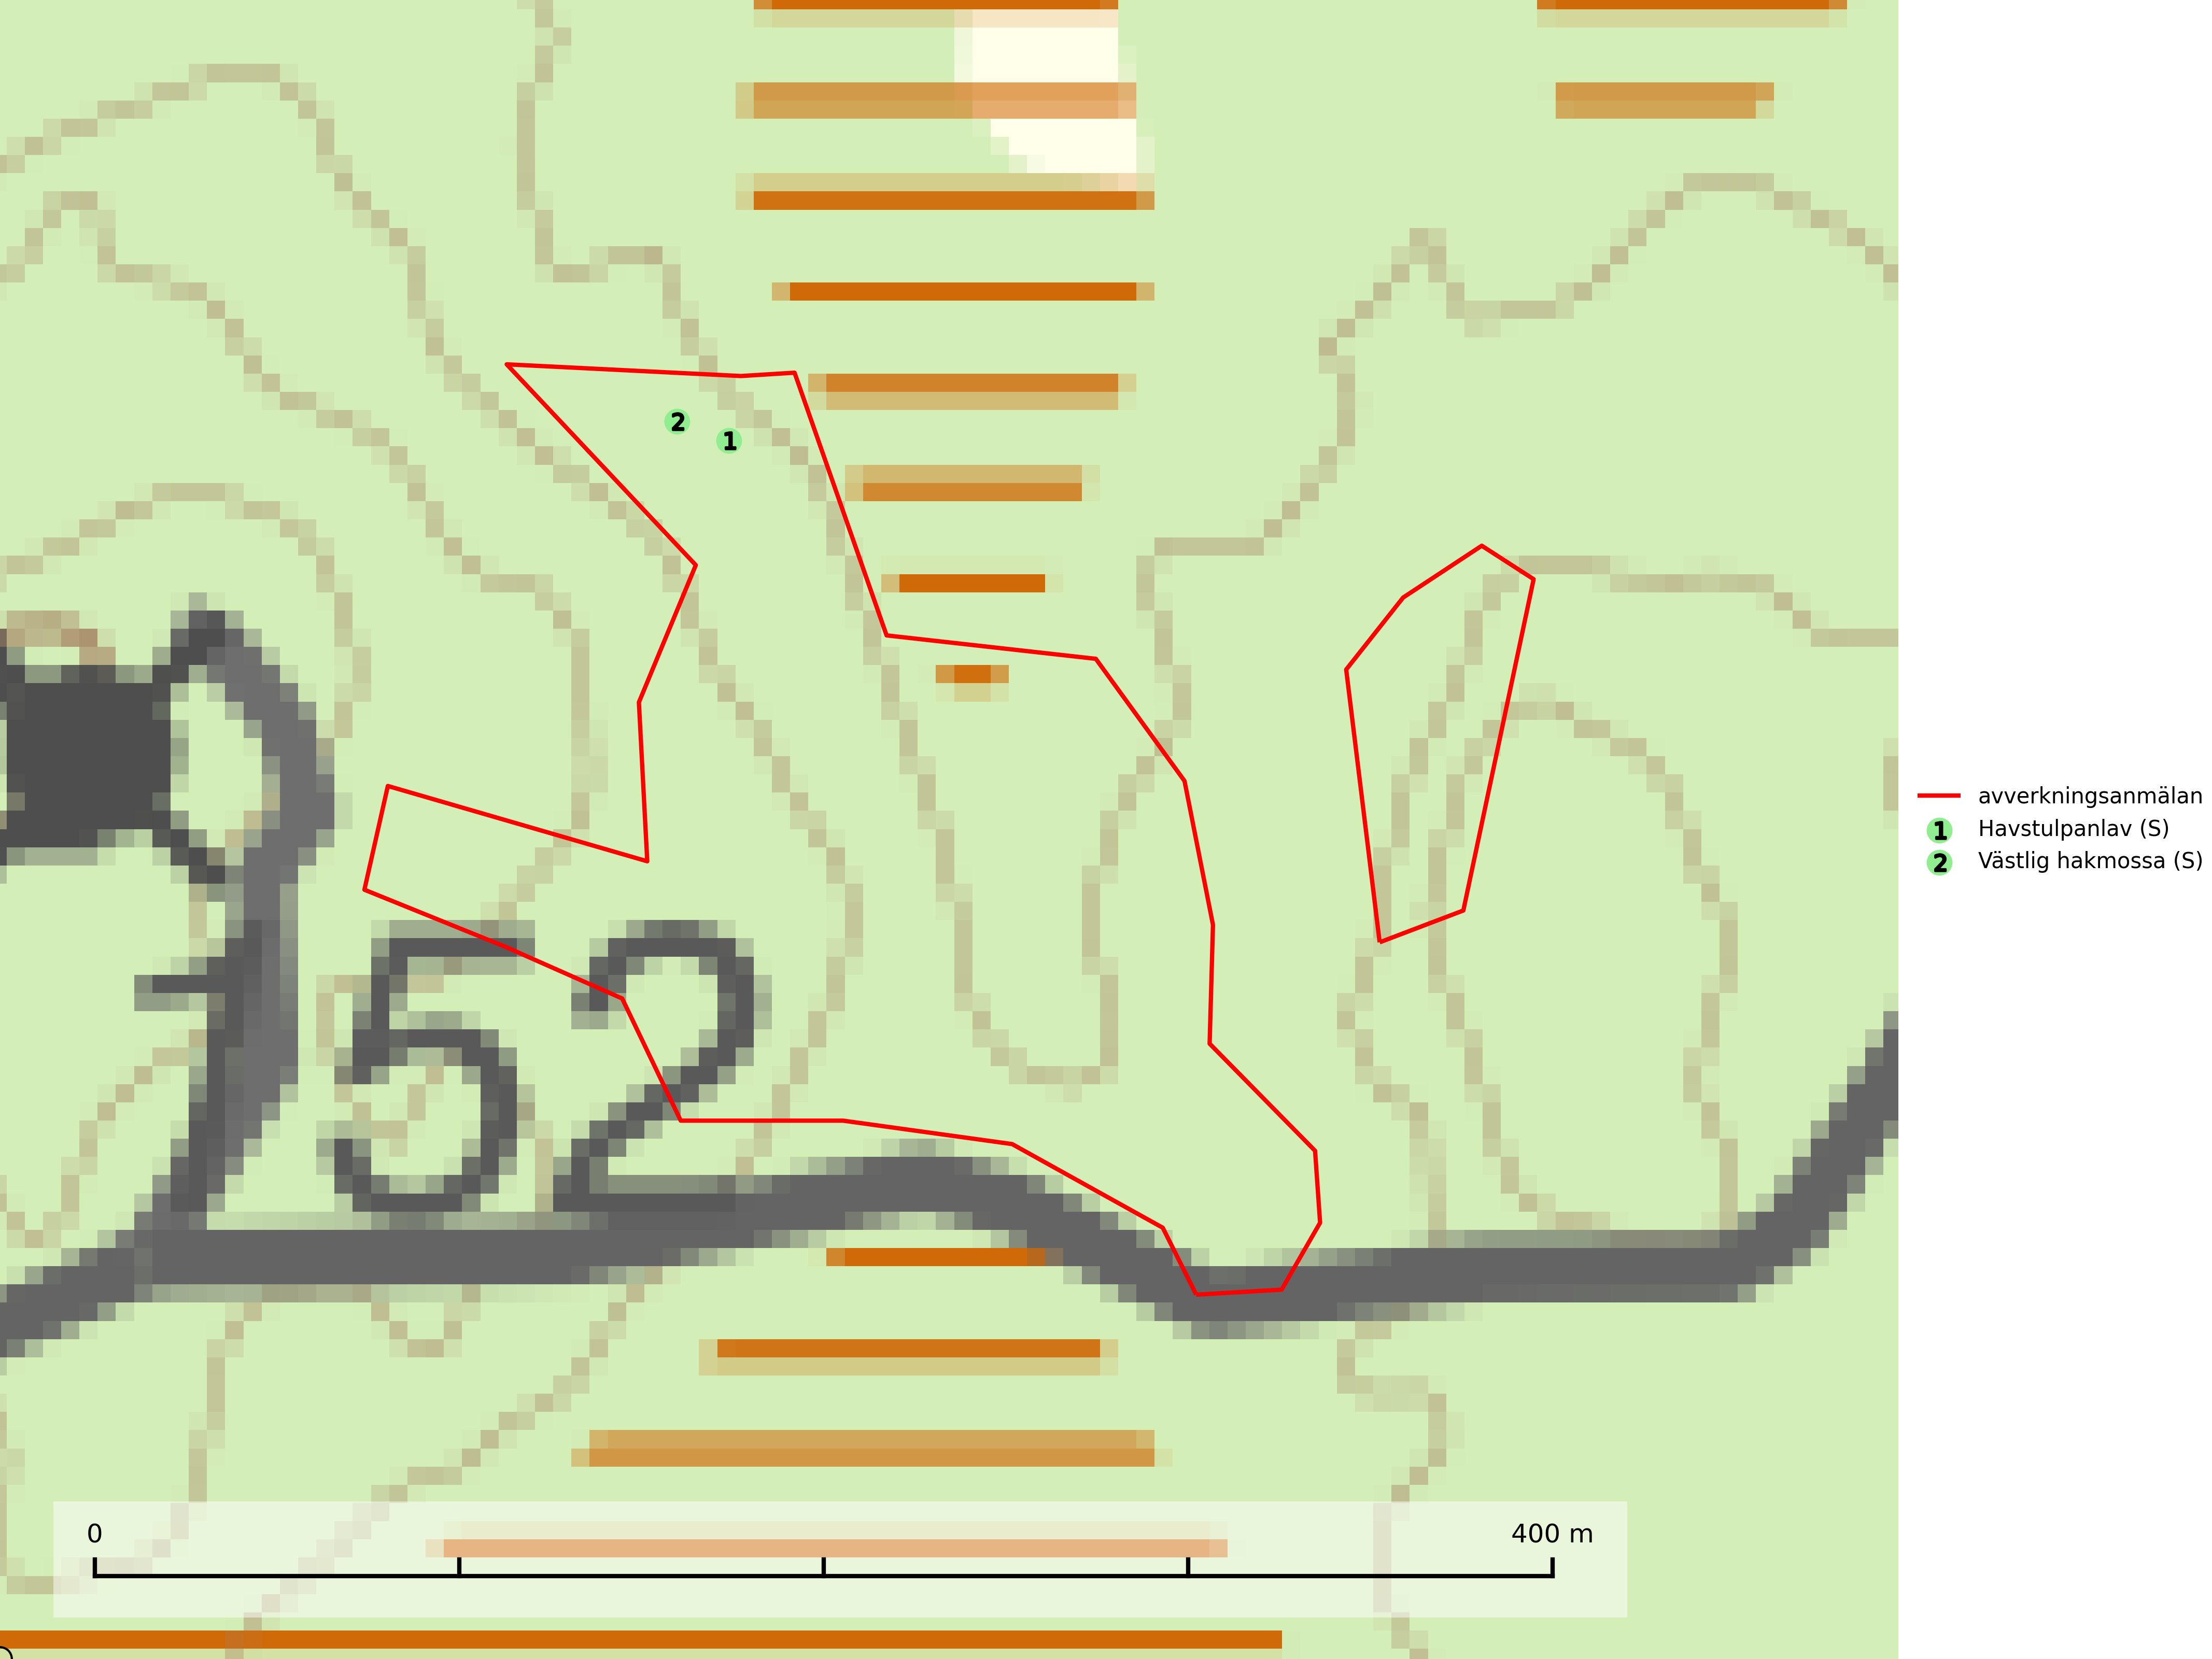 2
1
152
avverkningsanmälan
1 Havstulpanlav (S)
2 Västlig hakmossa (S)
0 400 m